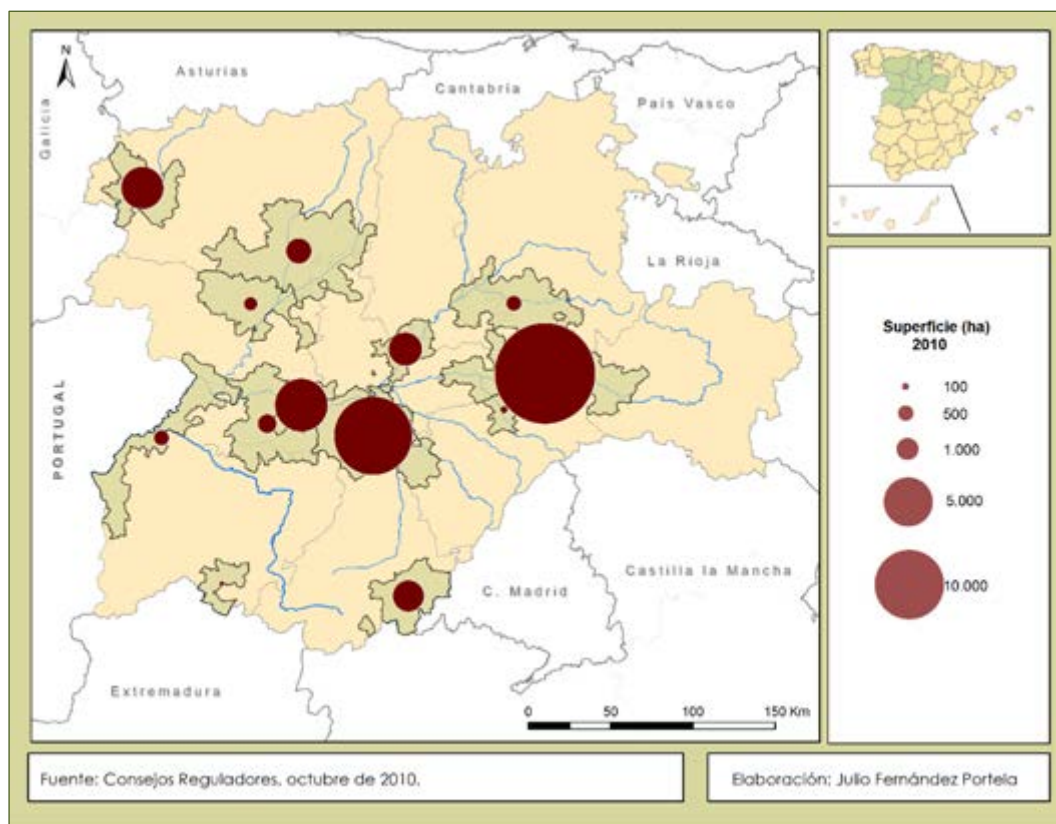 N
Asturias
Cantabria
País Vasco
Galicia
La Rioja
PORTUGAL
Castilla la Mancha
C. Madrid
Extremadura
0 50 100 150 Km
Superficie (ha)
2010
100
500
1.000
5.000
10.000
Fuente: Consejos Reguladores, octubre de 2010.
Elaboración: Julio Fernández Portela